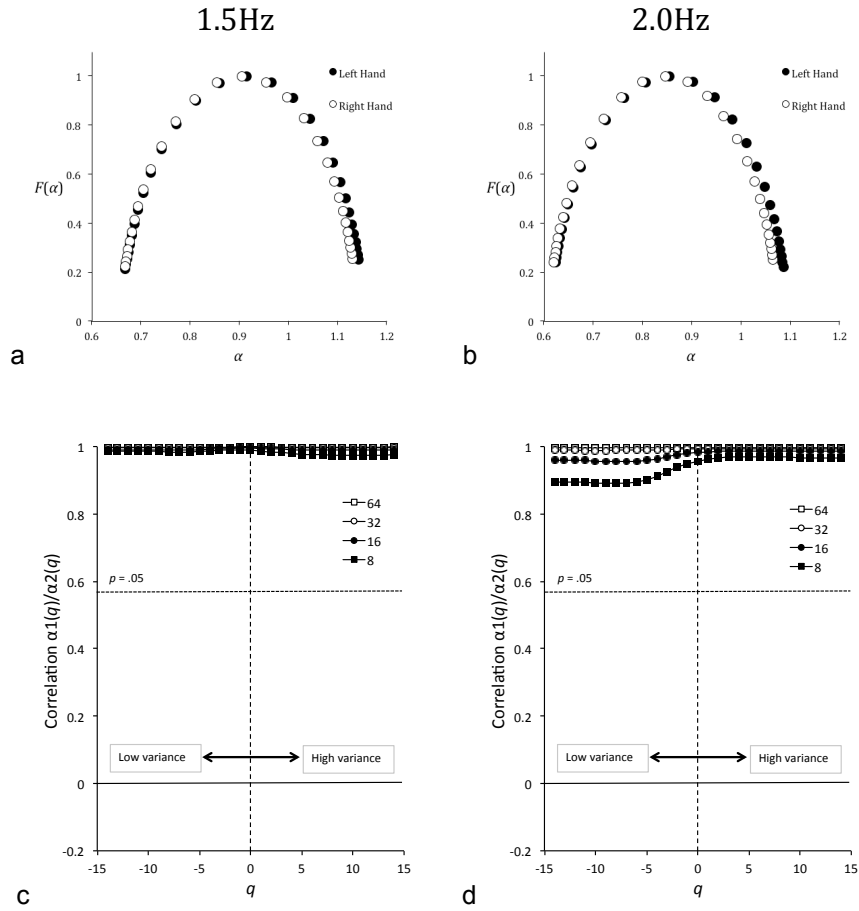 1.5Hz
2.0Hz
1
0.8
0.6
0.4
0.2
0
F(α)
0.6 0.7 0.8 0.9 1 1.1 1.2
α
Left Hand
Right Hand
a
1
0.8
0.6
0.4
0.2
0
F(α)
0.6 0.7 0.8 0.9 1 1.1 1.2
α
Left Hand
Right Hand
b
Correlation α1(q)/α2(q)
1
0.8
0.6
0.4
0.2
0
-0.2
64
32
16
8
p = .05
Low variance
High variance
-15 -10 -5 0 5 10 15
q
c
Correlation α1(q)/α2(q)
1
0.8
0.6
0.4
0.2
0
-0.2
64
32
16
8
p = .05
Low variance
High variance
-15 -10 -5 0 5 10 15
q
d